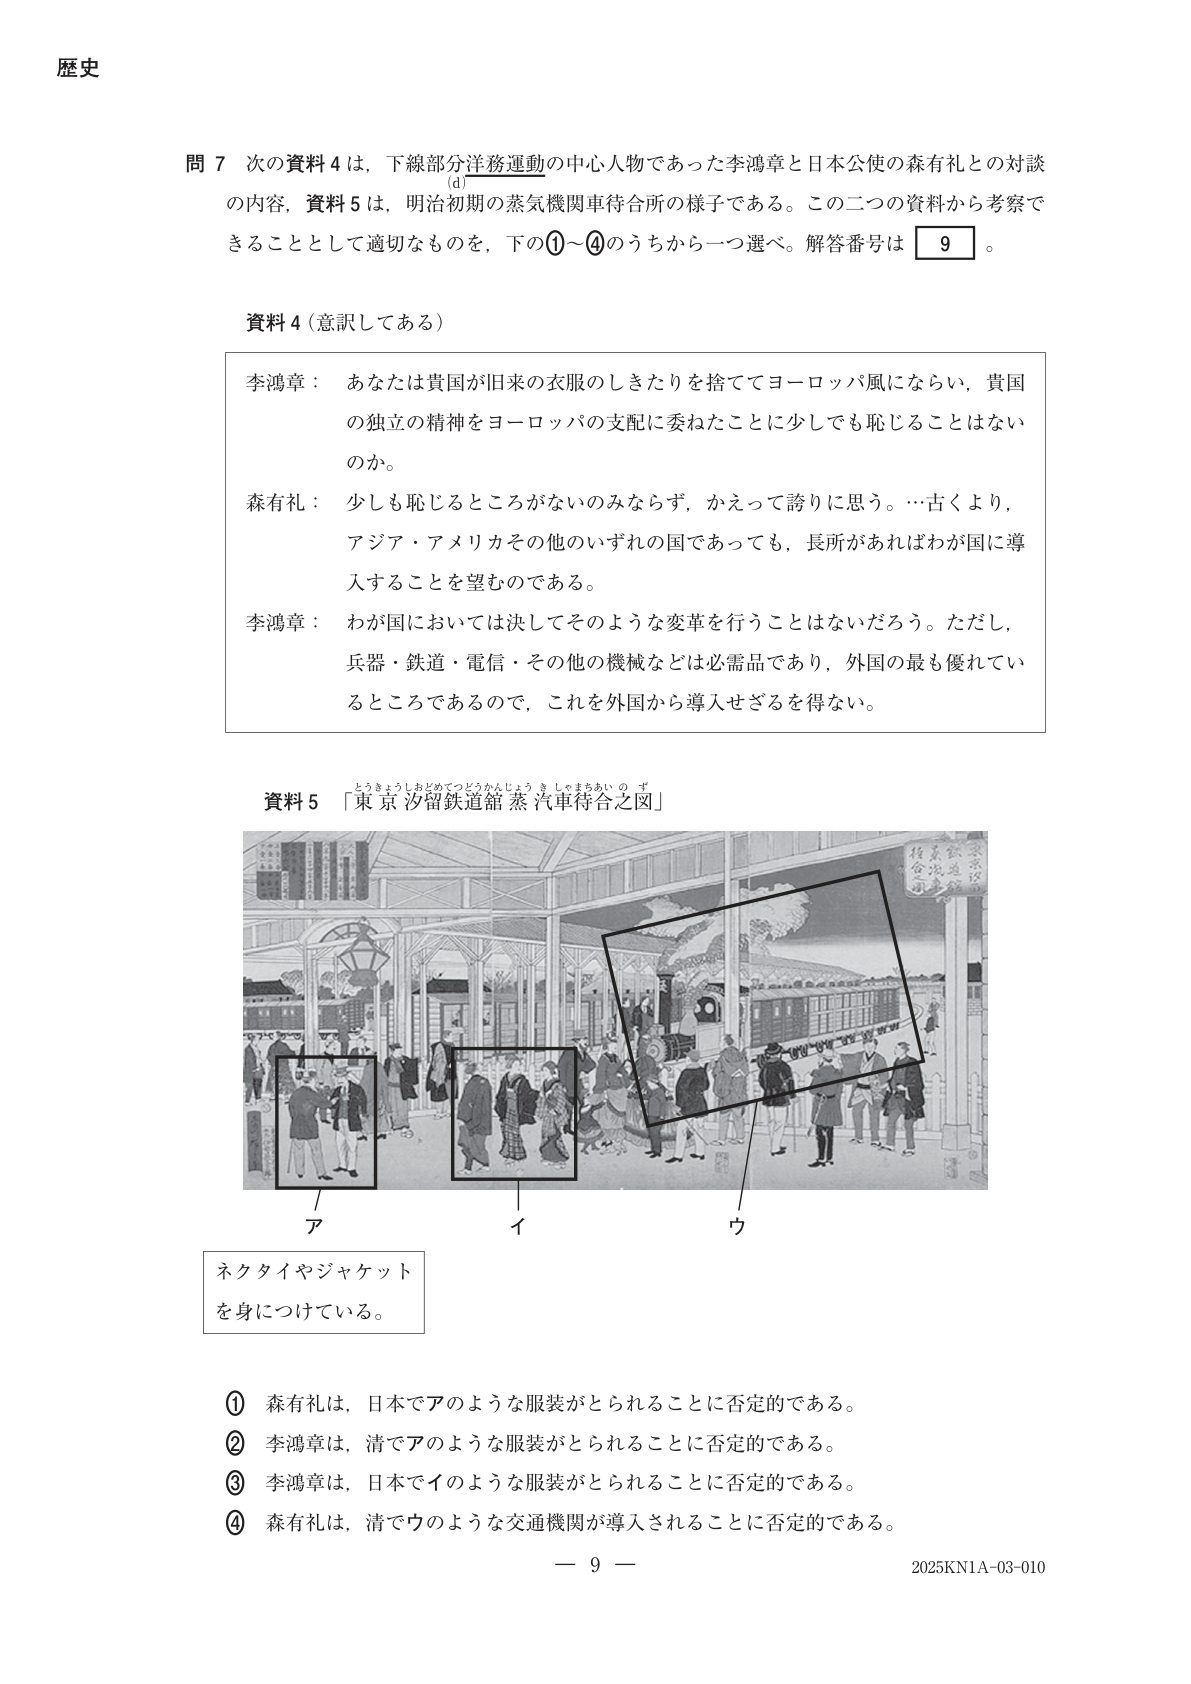 歴史
問 7 次の資料4は，下線部分洋務運動の中心人物であった李鴻章と日本公使の森有礼との対談
(d)
の内容，資料5は，明治初期の蒸気機関車待合所の様子である。この二つの資料から考察で
きることとして適切なものを，下の①～④のうちから一つ選べ。解答番号は 9 。
資料4（意訳してある）
李鴻章： あなたは貴国が旧来の衣服のしきたりを捨ててヨーロッパ風にならい，貴国
の独立の精神をヨーロッパの支配に委ねたことに少しでも恥じることはない
のか。
森有礼： 少しも恥じるところがないのみならず，かえって誇りに思う。…古くより，
アジア・アメリカその他のいずれの国であっても，長所があればわが国に導
入することを望むのである。
李鴻章： わが国においては決してそのような変革を行うことはないだろう。ただし，
兵器・鉄道・電信・その他の機械などは必需品であり，外国の最も優れてい
るところであるので，これを外国から導入せざるを得ない。
とうきょうしおどめてつどうかんじょう き しゃまちあい の ず
資料5 「東京汐留鉄道舘蒸汽車待合之図」
東京汐留
鉄道舘
蒸汽車
待合之図
ア
イ
ウ
ネクタイやジャケット
を身につけている。
① 森有礼は，日本でアのような服装がとられることに否定的である。
② 李鴻章は，清でアのような服装がとられることに否定的である。
③ 李鴻章は，日本でイのような服装がとられることに否定的である。
④ 森有礼は，清でウのような交通機関が導入されることに否定的である。
— 9 —
2025KN1A-03-010